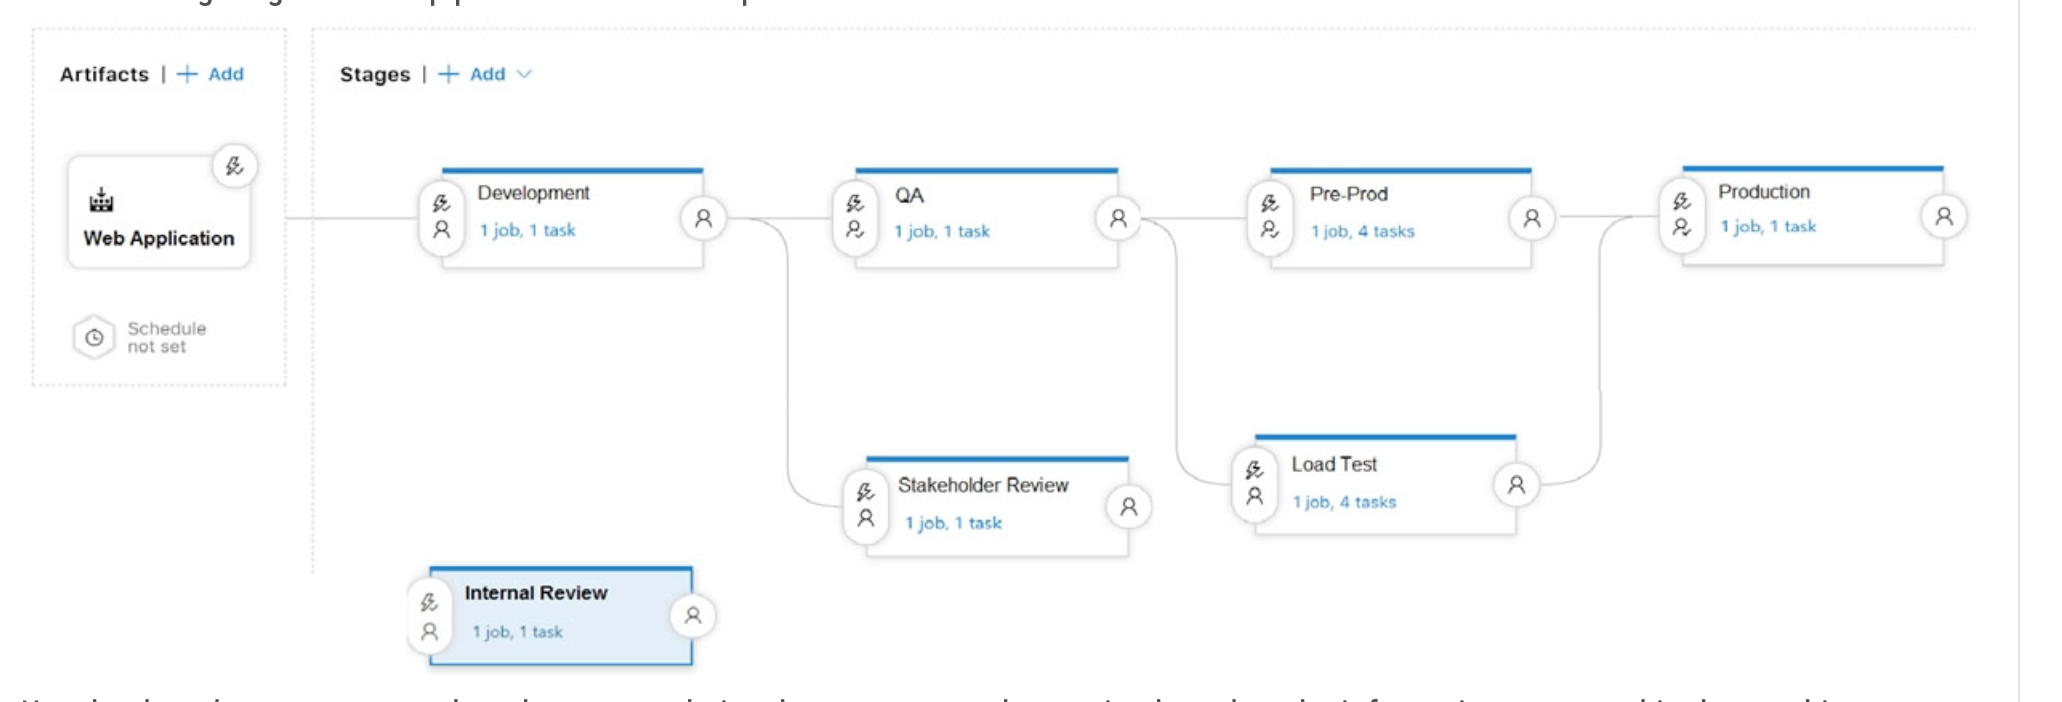 Artifacts | + Add
Stages | + Add
Web Application
Schedule
not set
Development
1 job, 1 task
QA
1 job, 1 task
Pre-Prod
1 job, 4 tasks
Production
1 job, 1 task
Stakeholder Review
1 job, 1 task
Load Test
1 job, 4 tasks
Internal Review
1 job, 1 task